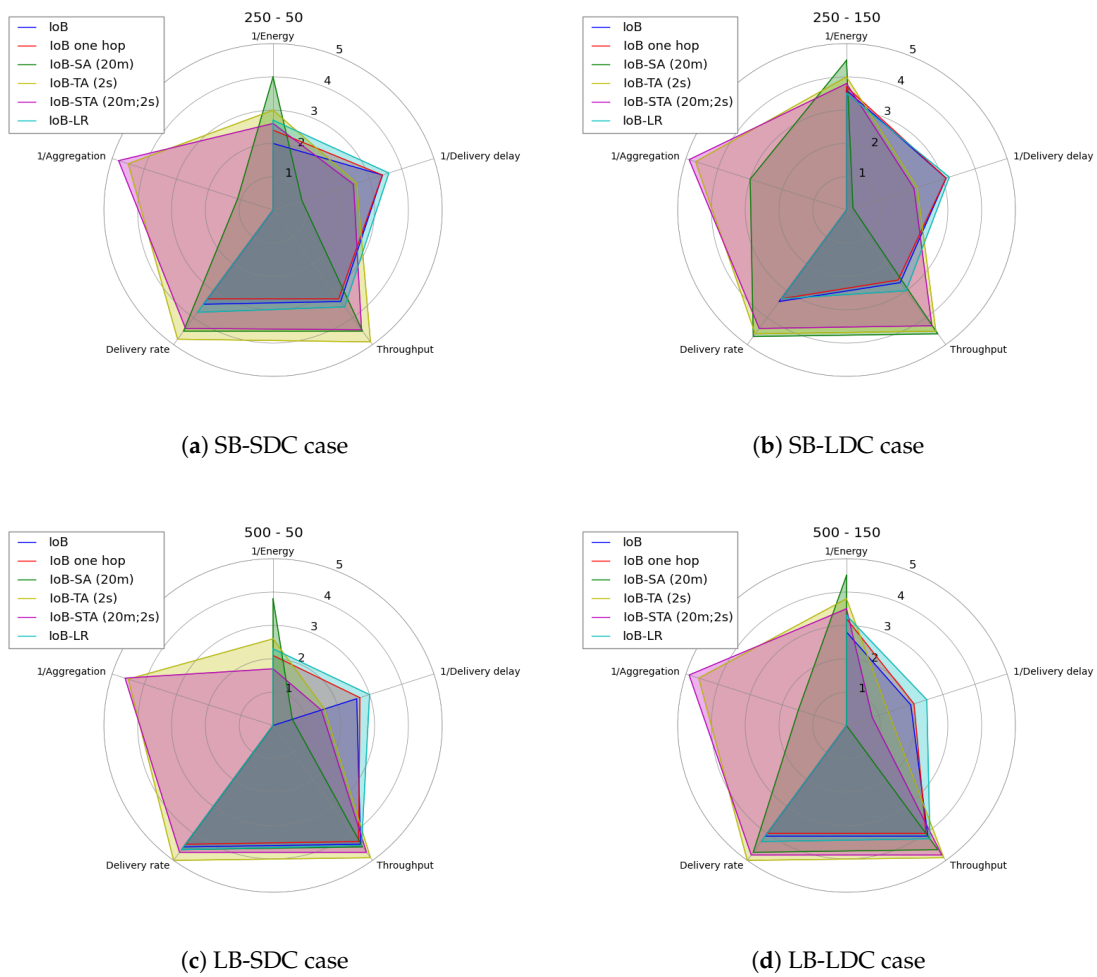 250 - 50
1/Energy
IoB
IoB one hop
IoB-SA (20m)
IoB-TA (2s)
IoB-STA (20m;2s)
IoB-LR
5
4
3
2
1
1/Aggregation
1/Delivery delay
Delivery rate
Throughput
(a) SB-SDC case
250 - 150
1/Energy
IoB
IoB one hop
IoB-SA (20m)
IoB-TA (2s)
IoB-STA (20m;2s)
IoB-LR
5
4
3
2
1
1/Aggregation
1/Delivery delay
Delivery rate
Throughput
(b) SB-LDC case
500 - 50
1/Energy
IoB
IoB one hop
IoB-SA (20m)
IoB-TA (2s)
IoB-STA (20m;2s)
IoB-LR
5
4
3
2
1
1/Aggregation
1/Delivery delay
Delivery rate
Throughput
(c) LB-SDC case
500 - 150
1/Energy
IoB
IoB one hop
IoB-SA (20m)
IoB-TA (2s)
IoB-STA (20m;2s)
IoB-LR
5
4
3
2
1
1/Aggregation
1/Delivery delay
Delivery rate
Throughput
(d) LB-LDC case